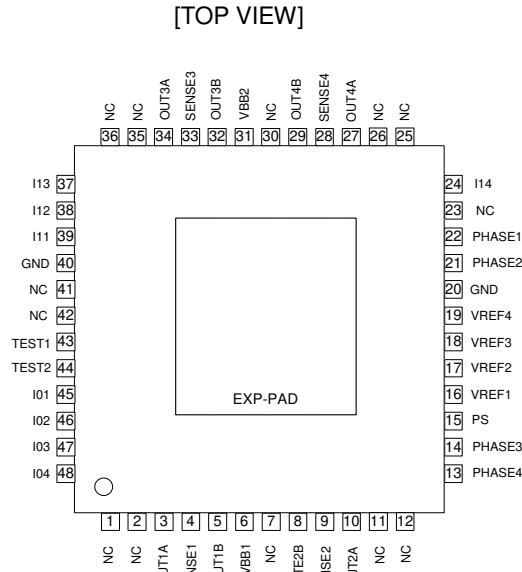 [TOP VIEW]
NC
NC
OUT3A
SENSE3
OUT3B
VBB2
NC
OUT4B
SENSE4
OUT4A
NC
NC
36 35 34 33 32 31 30 29 28 27 26 25
I13 37
I12 38
I11 39
GND 40
NC 41
NC 42
TEST1 43
TEST2 44
I01 45
I02 46
I03 47
I04 48
24 I14
23 NC
22 PHASE1
21 PHASE2
20 GND
19 VREF4
18 VREF3
17 VREF2
16 VREF1
15 PS
14 PHASE3
13 PHASE4
EXP-PAD
1 2 3 4 5 6 7 8 9 10 11 12
NC
NC
VBB1
NC
NC
NC